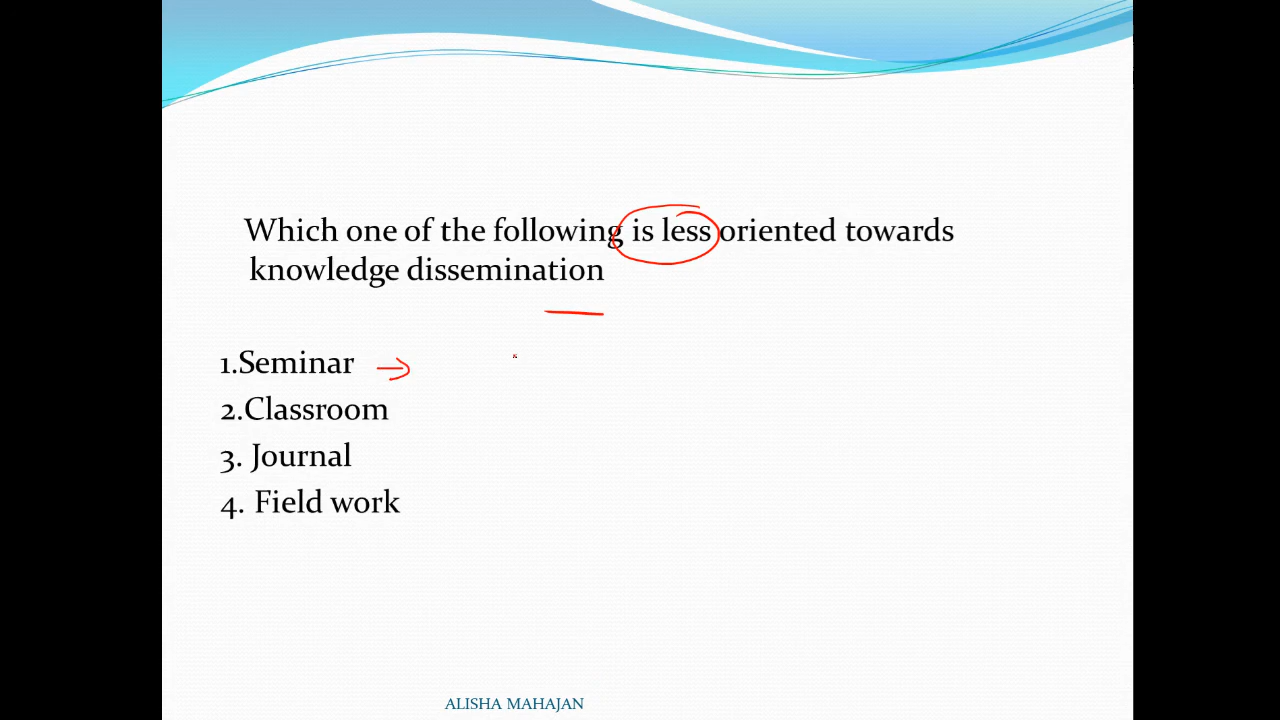 Which one of the following is less oriented towards
knowledge dissemination
1.Seminar
2.Classroom
3. Journal
4. Field work
ALISHA MAHAJAN